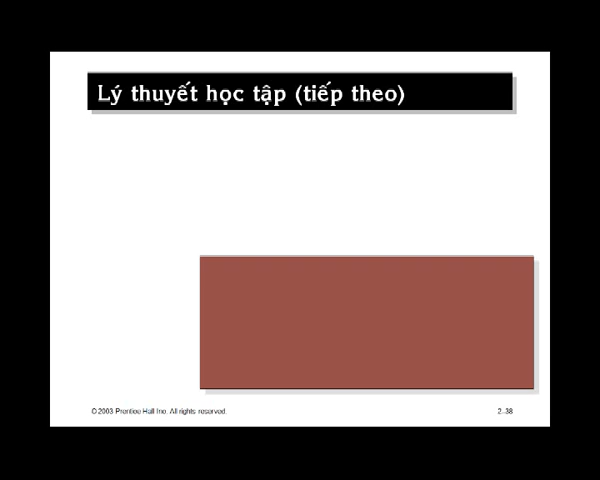 Lý thuyết học tập (tiếp theo)
© 2003 Prentice Hall Inc. All rights reserved.
2–38